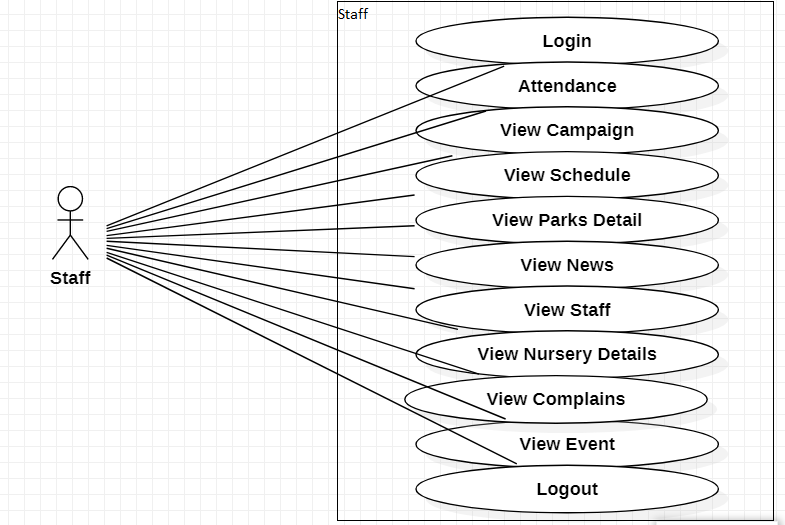 Staff
Login
Attendance
View Campaign
View Schedule
View Parks Detail
View News
View Staff
View Nursery Details
View Complains
View Event
Logout
Staff